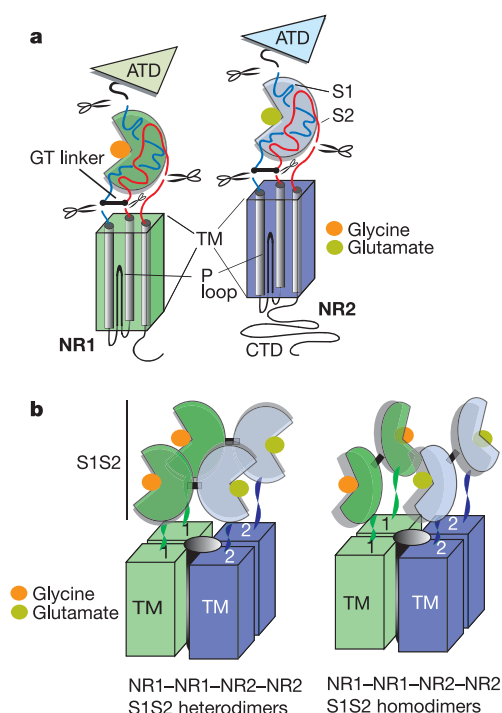 a
ATD
ATD
S1
S2
GT linker
TM
Glycine
Glutamate
P
loop
NR1
NR2
CTD
b
S1S2
1
2
1
2
1
2
1
2
Glycine
Glutamate
TM
TM
TM
TM
NR1–NR1–NR2–NR2
S1S2 heterodimers
NR1–NR1–NR2–NR2
S1S2 homodimers